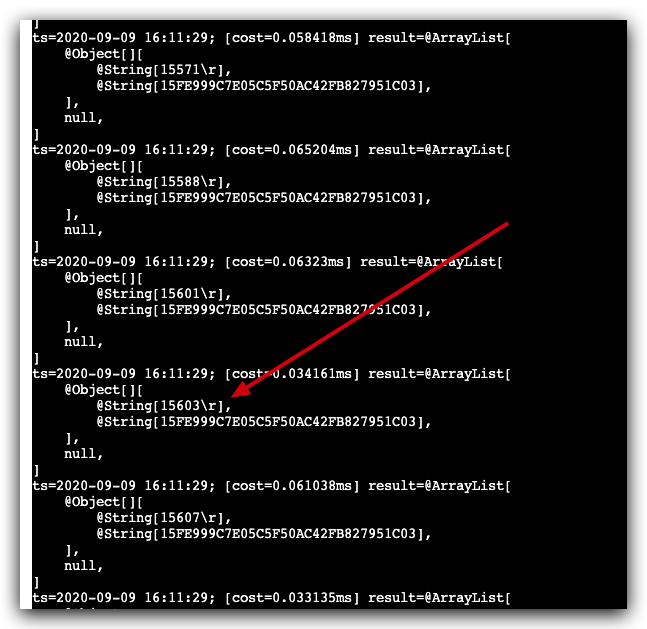 ]
ts=2020-09-09 16:11:29; [cost=0.058418ms] result=@ArrayList[
    @Object[][
        @String[15571\r],
        @String[15FE999C7E05C5F50AC42FB827951C03],
    ],
    null,
]
ts=2020-09-09 16:11:29; [cost=0.065204ms] result=@ArrayList[
    @Object[][
        @String[15588\r],
        @String[15FE999C7E05C5F50AC42FB827951C03],
    ],
    null,
]
ts=2020-09-09 16:11:29; [cost=0.06323ms] result=@ArrayList[
    @Object[][
        @String[15601\r],
        @String[15FE999C7E05C5F50AC42FB827951C03],
    ],
    null,
]
ts=2020-09-09 16:11:29; [cost=0.034161ms] result=@ArrayList[
    @Object[][
        @String[15603\r],
        @String[15FE999C7E05C5F50AC42FB827951C03],
    ],
    null,
]
ts=2020-09-09 16:11:29; [cost=0.061038ms] result=@ArrayList[
    @Object[][
        @String[15607\r],
        @String[15FE999C7E05C5F50AC42FB827951C03],
    ],
    null,
]
ts=2020-09-09 16:11:29; [cost=0.033135ms] result=@ArrayList[